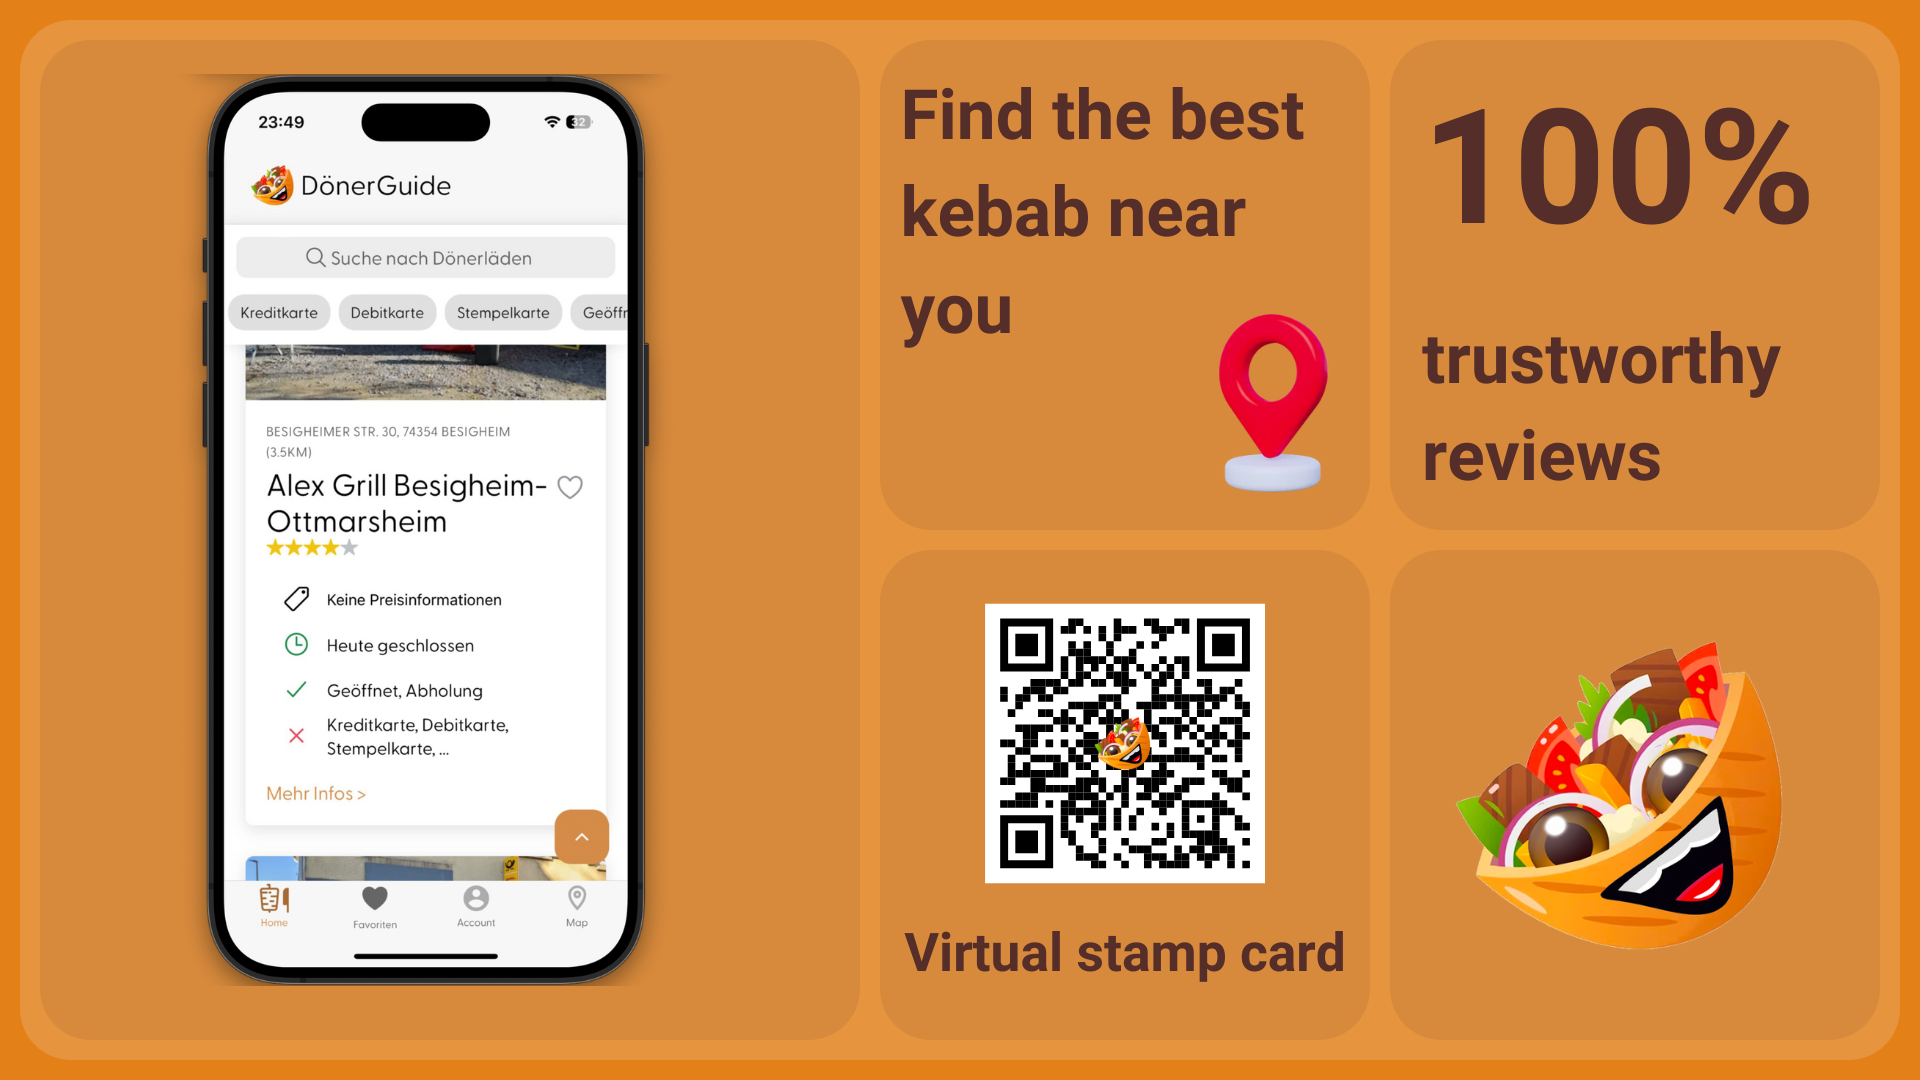 23:49
32
DönerGuide
Suche nach Dönerläden
Kreditkarte
Debitkarte
Stempelkarte
Geöffn
BESIGHEIMER STR. 30, 74354 BESIGHEIM
(3.5KM)
Alex Grill Besigheim-
Ottmarsheim
Keine Preisinformationen
Heute geschlossen
Geöffnet, Abholung
Kreditkarte, Debitkarte,
Stempelkarte, ...
Mehr Infos >
Home
Favoriten
Account
Map
Find the best
kebab near
you
100%
trustworthy
reviews
Virtual stamp card